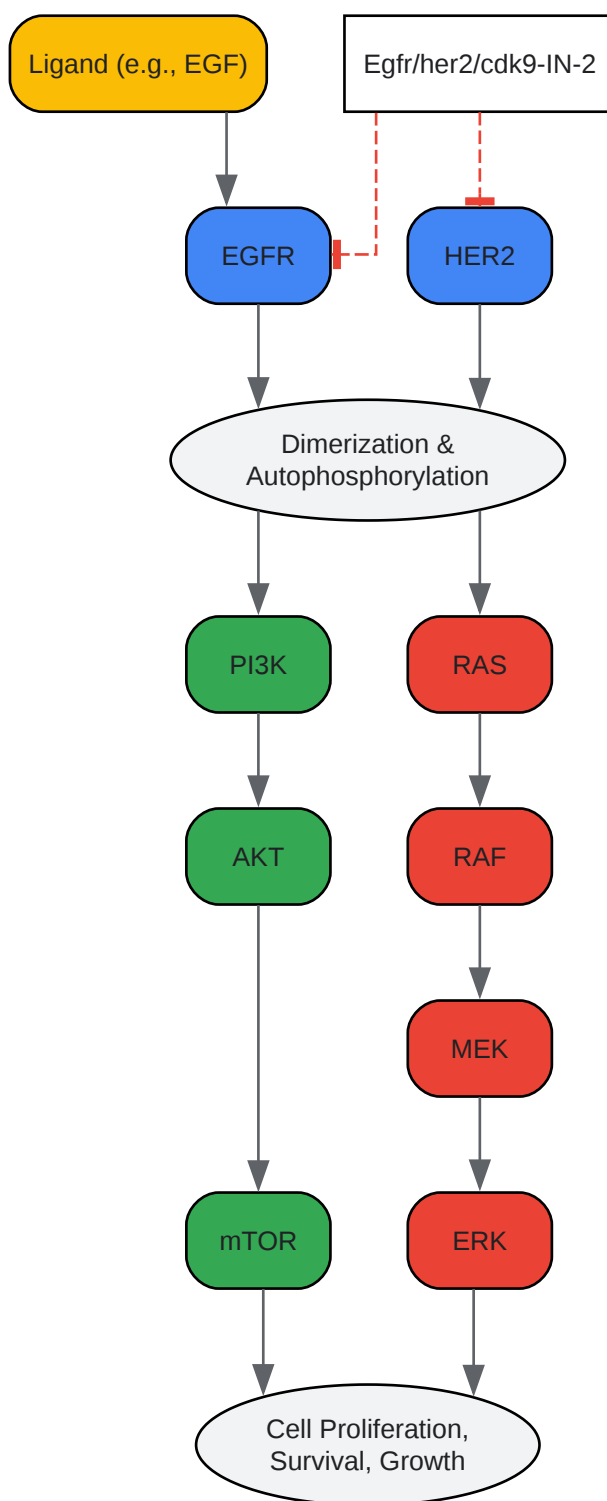 Ligand (e.g., EGF)
Egfr/her2/cdk9-IN-2
EGFR
HER2
Dimerization &
Autophosphorylation
PI3K
RAS
AKT
RAF
MEK
mTOR
ERK
Cell Proliferation,
Survival, Growth